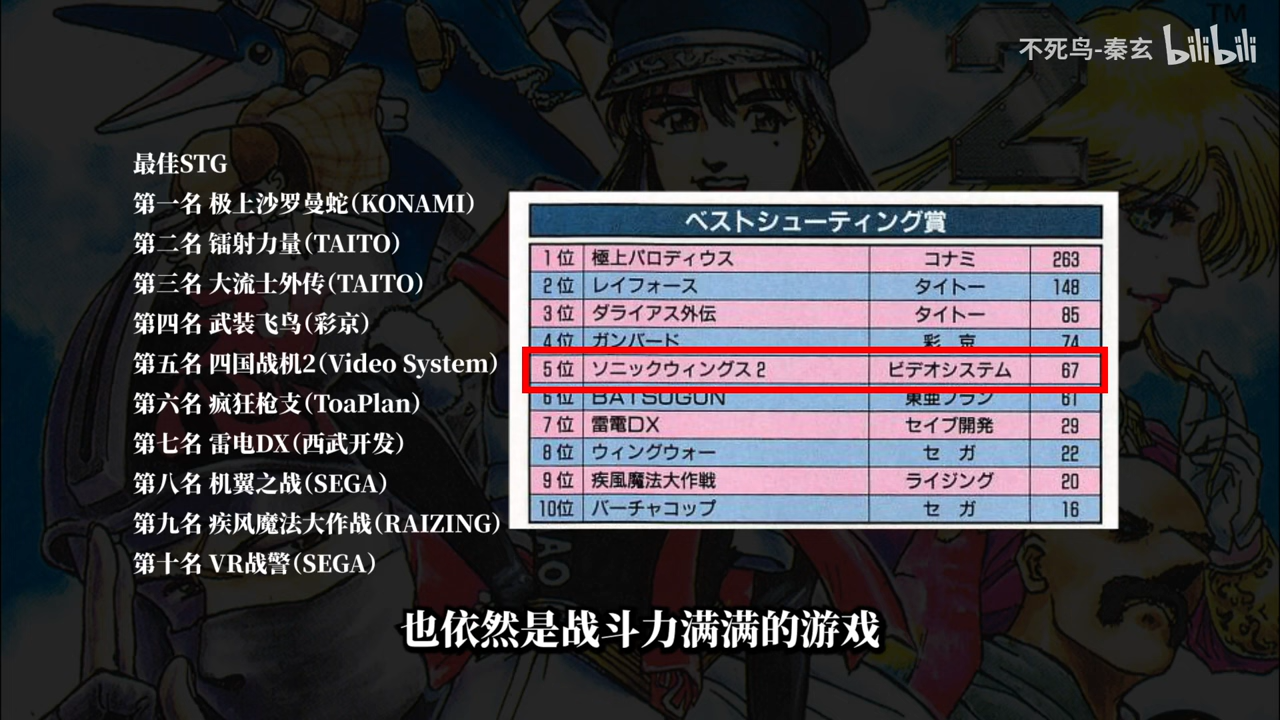 TM
不死鸟-秦玄 bilibili
最佳STG
第一名 极上沙罗曼蛇(KONAMI)
第二名 镭射力量(TAITO)
第三名 大流士外传(TAITO)
第四名 武装飞鸟(彩京)
第五名 四国战机2(Video System)
第六名 疯狂枪支(ToaPlan)
第七名 雷电DX(西武开发)
第八名 机翼之战(SEGA)
第九名 疾风魔法大作战(RAIZING)
第十名 VR战警(SEGA)
ベストシューティング賞
1位 極上パロディウス コナミ 263
2位 レイフォース タイトー 148
3位 ダライアス外伝 タイトー 85
4位 ガンバード 彩京 74
5位 ソニックウィングス2 ビデオシステム 67
6位 BATSUGUN 東亜プラン 61
7位 雷電DX セイブ開発 29
8位 ウィングウォー セガ 22
9位 疾風魔法大作戦 ライジング 20
10位 バーチャコップ セガ 16
也依然是战斗力满满的游戏